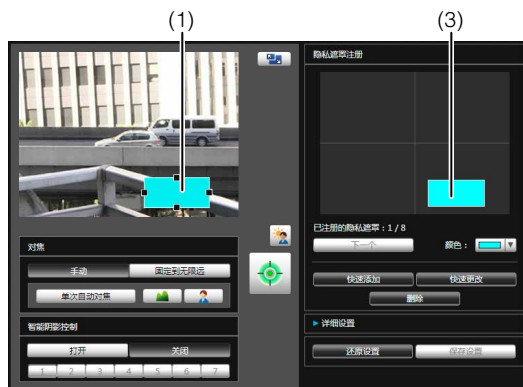 (1)
(3)
隐私遮罩注册
已注册的隐私遮罩：1 / 8
下一个
颜色：
快速添加
快速更改
删除
详细设置
还原设置
保存设置
对焦
手动
固定到无限远
单次自动对焦
智能阴影控制
打开
关闭
1 2 3 4 5 6 7